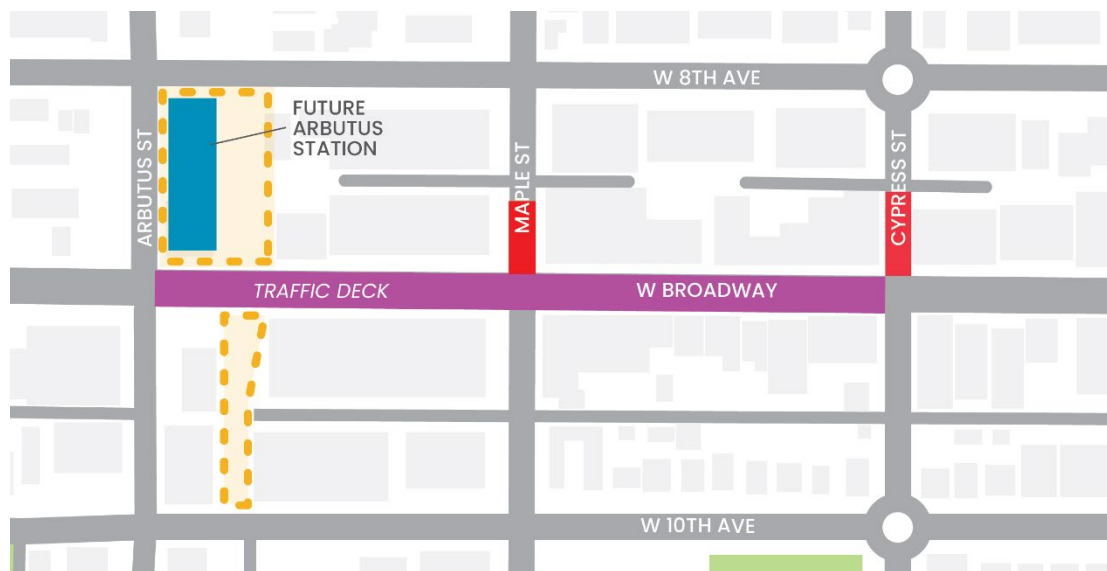 W 8TH AVE
FUTURE
ARBUTUS
STATION
ARBUTUS ST
MAPLE ST
CYPRESS ST
TRAFFIC DECK
W BROADWAY
W 10TH AVE